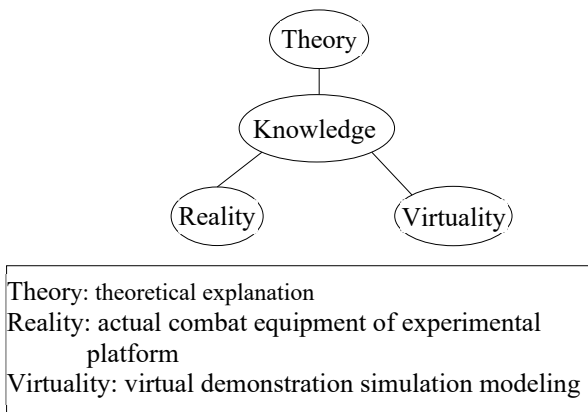 Theory
Knowledge
Reality
Virtuality
Theory: theoretical explanation
Reality: actual combat equipment of experimental
platform
Virtuality: virtual demonstration simulation modeling